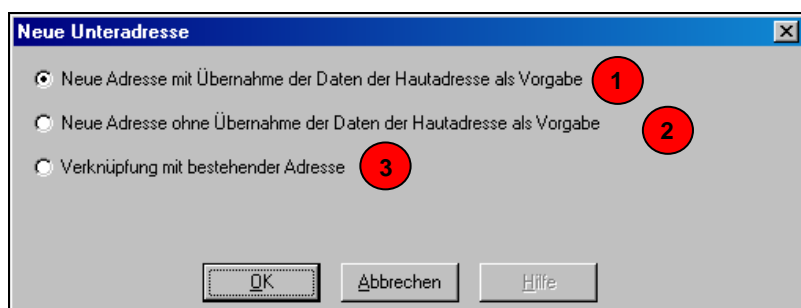 Neue Unteradresse
Neue Adresse mit Übernahme der Daten der Hautadresse als Vorgabe 1
Neue Adresse ohne Übernahme der Daten der Hautadresse als Vorgabe 2
Verknüpfung mit bestehender Adresse 3
OK Abbrechen Hilfe